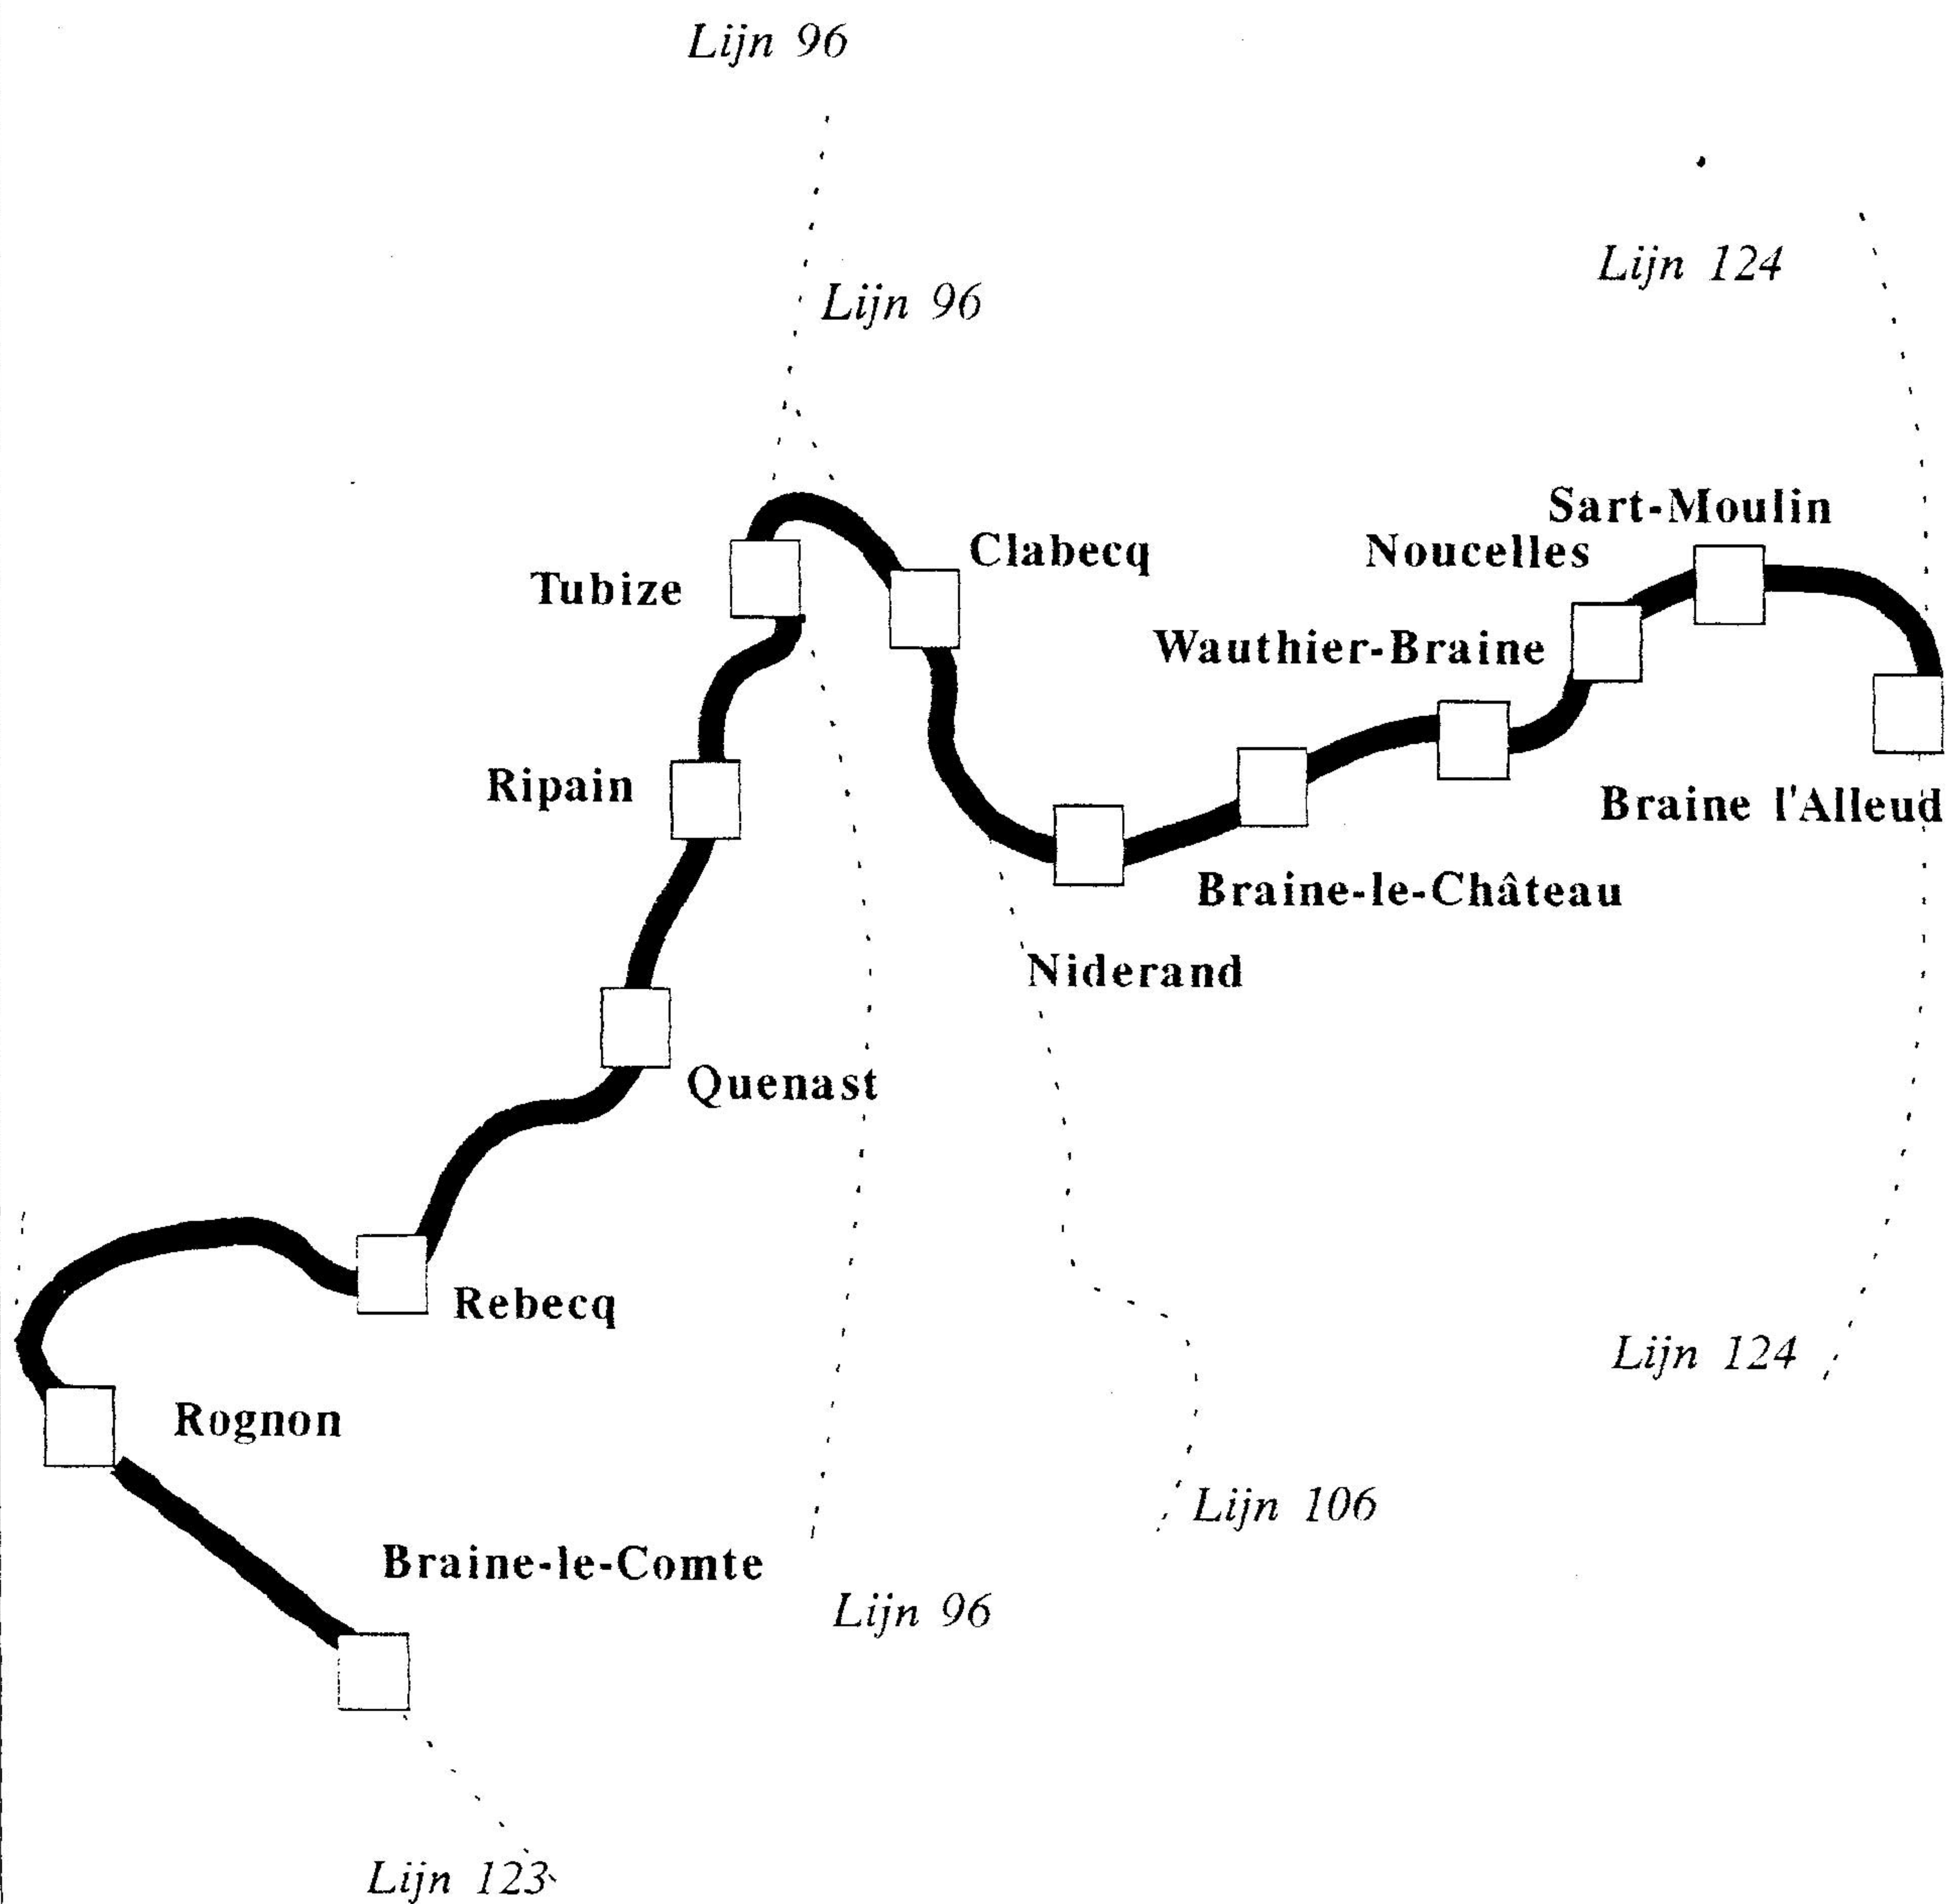 Lijn 96
Lijn 124
Lijn 96
Sart-Moulin
Clabecq
Noucelles
Tubize
Wauthier-Braine
Ripain
Braine l'Alleud
Braine-le-Château
Niderand
Quenast
Rebecq
Lijn 124
Rognon
Lijn 106
Braine-le-Comte
Lijn 96
Lijn 123